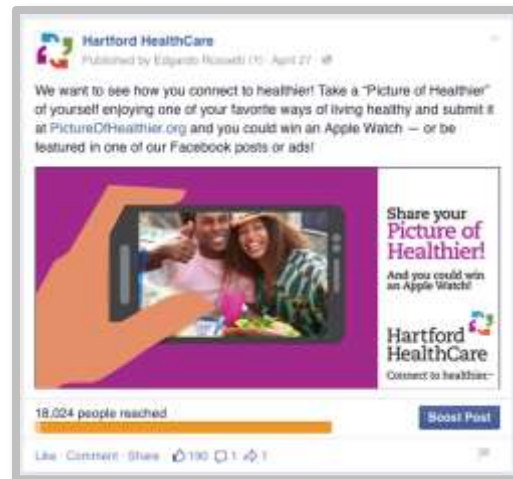 Hartford HealthCare
Published by Edgardo Rossetti [?] · April 27 ·
We want to see how you connect to healthier! Take a "Picture of Healthier"
of yourself enjoying one of your favorite ways of living healthy and submit it
at PictureOfHealthier.org and you could win an Apple Watch — or be
featured in one of our Facebook posts or ads!
Share your
Picture of
Healthier!
And you could win
an Apple Watch!
Hartford
HealthCare
Connect to healthier.™
18,024 people reached
Boost Post
Like · Comment · Share · 190 1 1